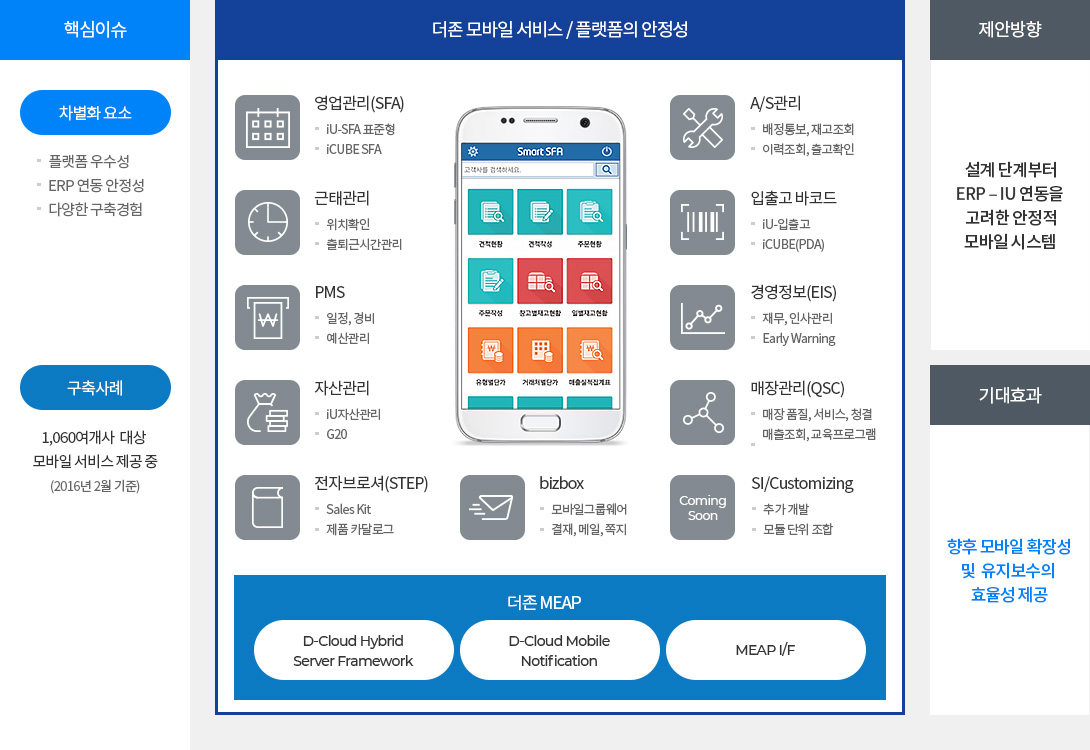 핵심이슈
차별화 요소
플랫폼 우수성
ERP 연동 안정성
다양한 구축경험
구축사례
1,060여개사 대상
모바일 서비스 제공 중
(2016년 2월 기준)
더존 모바일 서비스 / 플랫폼의 안정성
영업관리(SFA)
iU-SFA 표준형
iCUBE SFA
근태관리
위치확인
출퇴근시간관리
PMS
일정, 경비
예산관리
자산관리
iU자산관리
G20
전자브로셔(STEP)
Sales Kit
제품 카달로그
Smart SFA
고객사를 검색하세요.
견적현황
견적작성
주문현황
주문작성
창고별재고현황
일별재고현황
유형별단가
거래처별단가
매출실적집계표
bizbox
모바일그룹웨어
결재, 메일, 쪽지
A/S관리
배정통보, 재고조회
이력조회, 출고확인
입출고 바코드
iU-입출고
iCUBE(PDA)
경영정보(EIS)
재무, 인사관리
Early Warning
매장관리(QSC)
매장 품질, 서비스, 청결
매출조회, 교육프로그램
Coming
Soon
SI/Customizing
추가 개발
모듈 단위 조합
더존 MEAP
D-Cloud Hybrid
Server Framework
D-Cloud Mobile
Notification
MEAP I/F
제안방향
설계 단계부터
ERP – IU 연동을
고려한 안정적
모바일 시스템
기대효과
향후 모바일 확장성
및 유지보수의
효율성 제공